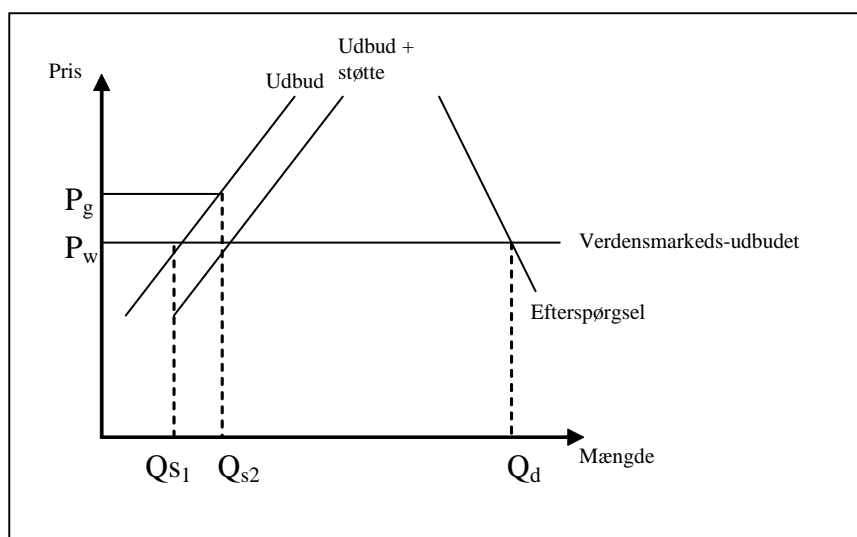 Udbud +
støtte
Pris
Udbud
Pg
Pw
Verdensmarkeds-udbudet
Efterspørgsel
Qs1
Qs2
Qd
Mængde